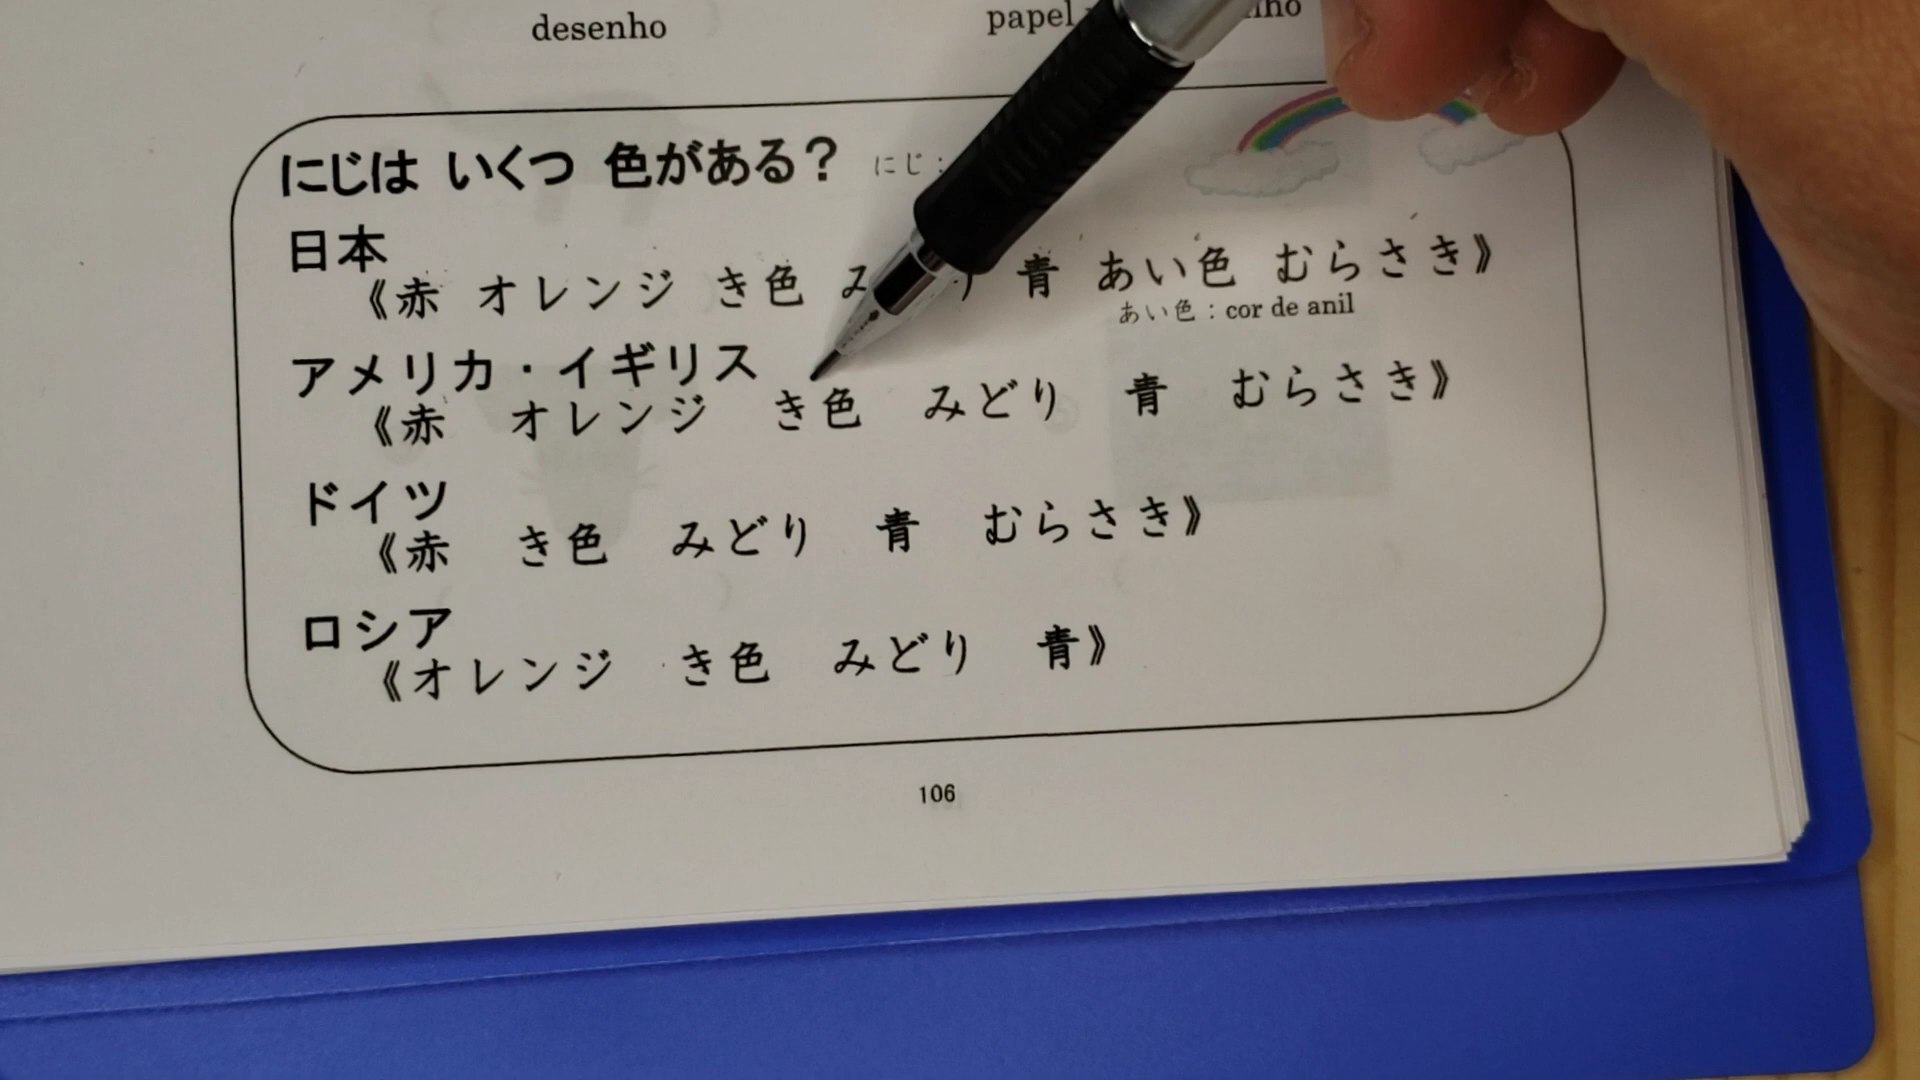 desenho papel
にじは いくつ 色がある? にじ:
日本
《赤 オレンジ き色 み り 青 あい色 むらさき》
あい色:cor de anil
アメリカ・イギリス
《赤 オレンジ き色 みどり 青 むらさき》
ドイツ
《赤 き色 みどり 青 むらさき》
ロシア
《オレンジ き色 みどり 青》
106